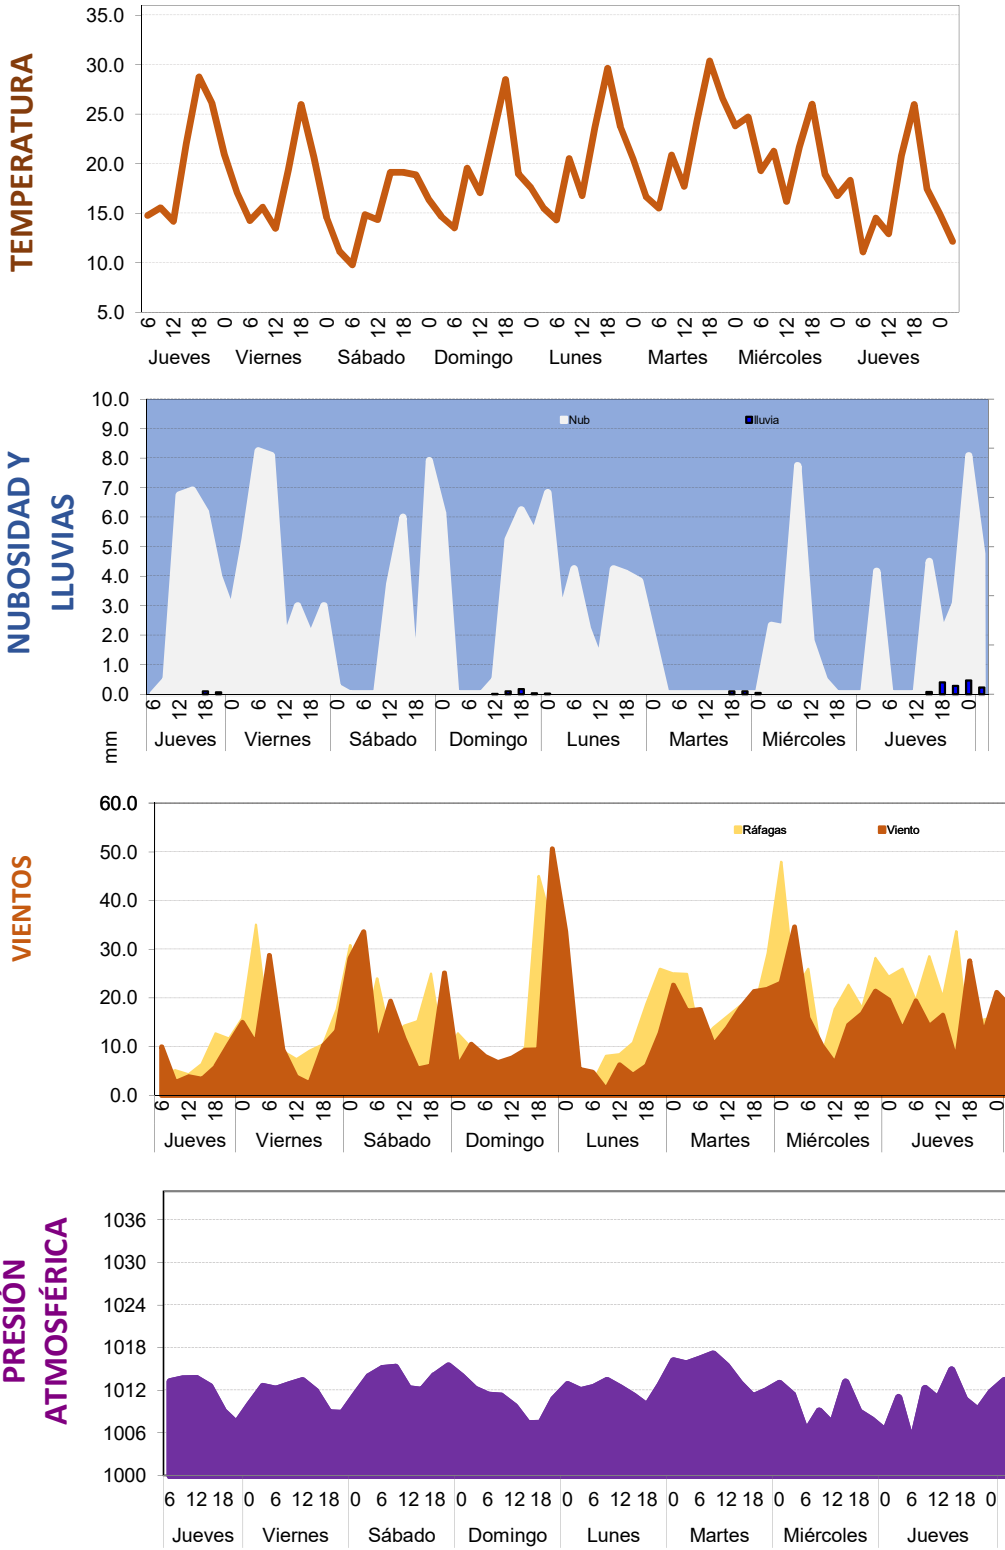 TEMPERATURA
35.0
30.0
25.0
20.0
15.0
10.0
5.0
6 12 18 0 6 12 18 0 6 12 18 0 6 12 18 0 6 12 18 0 6 12 18 0 6 12 18 0 6 12 18 0
Jueves Viernes Sábado Domingo Lunes Martes Miércoles Jueves
NUBOSIDAD Y
LLUVIAS
10.0
9.0
8.0
7.0
6.0
5.0
4.0
3.0
2.0
1.0
0.0
Nub lluvia
mm
6 12 18 0 6 12 18 0 6 12 18 0 6 12 18 0 6 12 18 0 6 12 18 0 6 12 18 0 6 12 18 0
Jueves Viernes Sábado Domingo Lunes Martes Miércoles Jueves
VIENTOS
60.0
50.0
40.0
30.0
20.0
10.0
0.0
Ráfagas Viento
6 12 18 0 6 12 18 0 6 12 18 0 6 12 18 0 6 12 18 0 6 12 18 0 6 12 18 0 6 12 18 0
Jueves Viernes Sábado Domingo Lunes Martes Miércoles Jueves
PRESIÓN
ATMOSFÉRICA
1036
1030
1024
1018
1012
1006
1000
6 12 18 0 6 12 18 0 6 12 18 0 6 12 18 0 6 12 18 0 6 12 18 0 6 12 18 0 6 12 18 0
Jueves Viernes Sábado Domingo Lunes Martes Miércoles Jueves